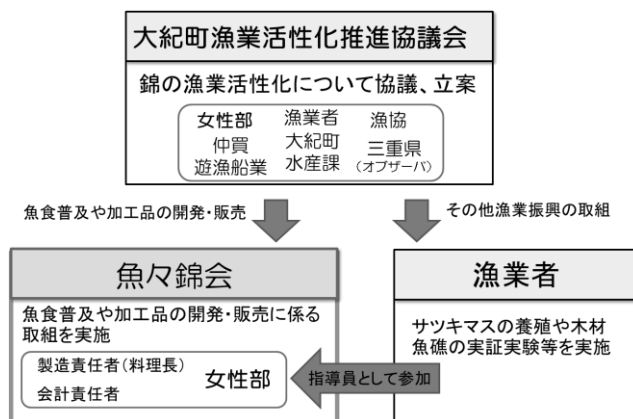 大紀町漁業活性化推進協議会
錦の漁業活性化について協議、立案
女性部 漁業者 漁協
仲買 大紀町 三重県
遊漁船業 水産課 (オブザーバ)
魚食普及や加工品の開発・販売
その他漁業振興の取組
魚々錦会
魚食普及や加工品の開発・販売に係る
取組を実施
製造責任者(料理長)
会計責任者
女性部
指導員として参加
漁業者
サツキマスの養殖や木材
魚礁の実証実験等を実施